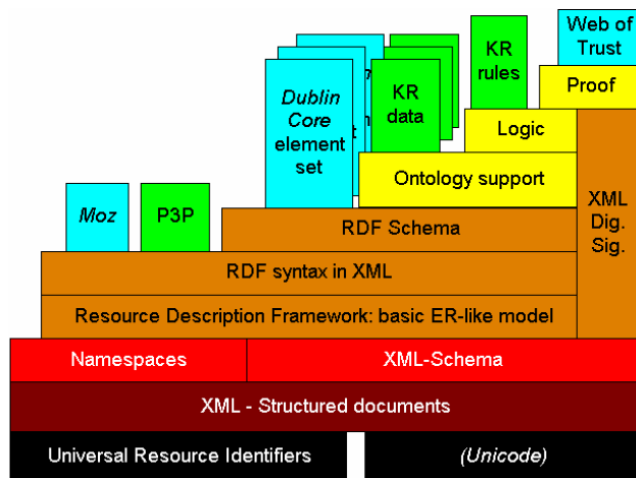 Web of
Trust
KR
rules
Proof
Dublin
Core
element
set
KR
data
Logic
Ontology support
XML
Dig.
Sig.
Moz
P3P
RDF Schema
RDF syntax in XML
Resource Description Framework: basic ER-like model
Namespaces
XML-Schema
XML - Structured documents
Universal Resource Identifiers
(Unicode)